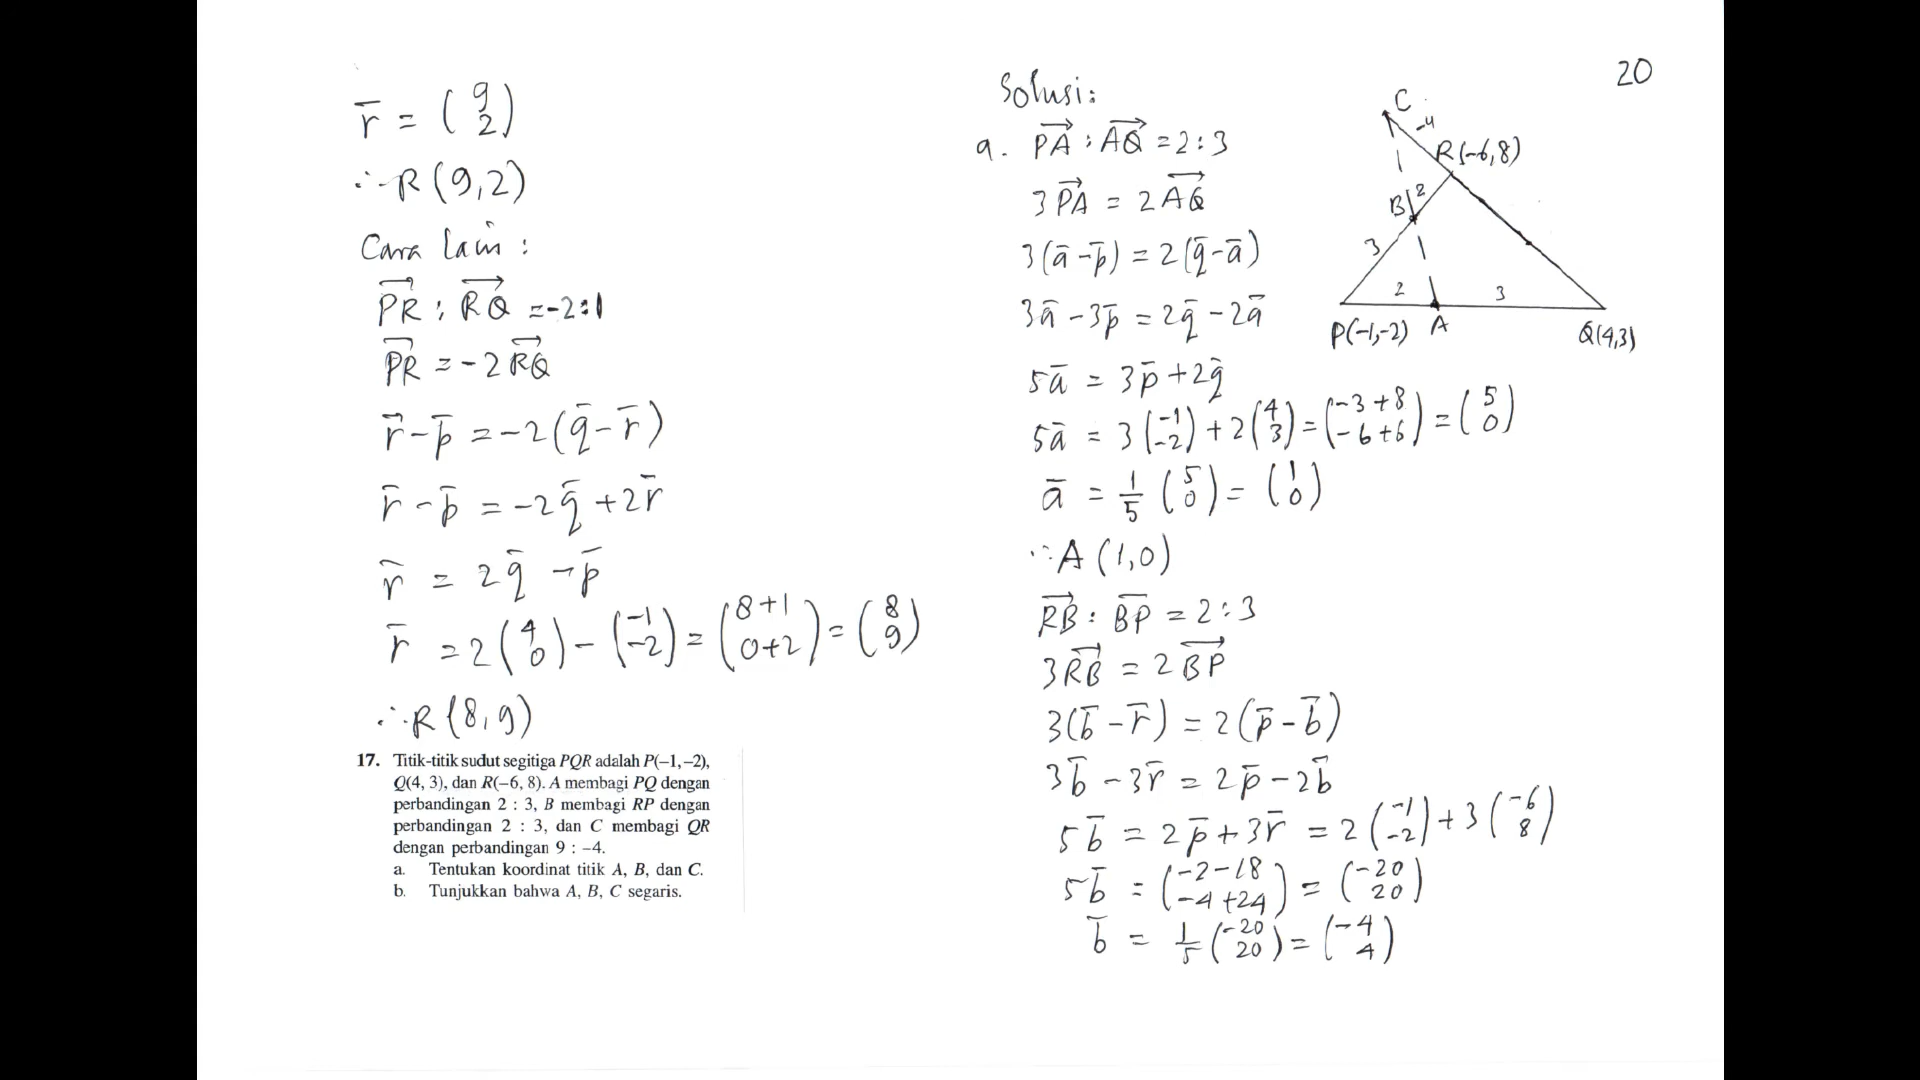 r̄ = (9 2)
∴ R(9,2)
Cara lain :
PR : RQ = -2:1
PR = -2 RQ
r̄ - p̄ = -2(q̄ - r̄)
r̄ - p̄ = -2q̄ + 2r̄
r̄ = 2q̄ - p̄
r̄ = 2(4 0) - (-1 -2) = (8+1 0+2) = (8 9)
∴ R(8,9)
17. Titik-titik sudut segitiga PQR adalah P(−1,−2),
Q(4, 3), dan R(−6, 8). A membagi PQ dengan
perbandingan 2 : 3, B membagi RP dengan
perbandingan 2 : 3, dan C membagi QR
dengan perbandingan 9 : −4.
a. Tentukan koordinat titik A, B, dan C.
b. Tunjukkan bahwa A, B, C segaris.
20
Solusi:
a. PA : AQ = 2:3
3 PA = 2 AQ
3(ā - p̄) = 2(q̄ - ā)
3ā - 3p̄ = 2q̄ - 2ā
5ā = 3p̄ + 2q̄
5ā = 3(-1 -2) + 2(4 3) = (-3+8 -6+6) = (5 0)
ā = 1/5 (5 0) = (1 0)
∴ A(1,0)
RB : BP = 2:3
3RB = 2 BP
3(b̄ - r̄) = 2(p̄ - b̄)
3b̄ - 3r̄ = 2p̄ - 2b̄
5b̄ = 2p̄ + 3r̄ = 2(-1 -2) + 3(-6 8)
5b̄ = (-2-18 -4+24) = (-20 20)
b̄ = 1/5 (-20 20) = (-4 4)
C
-4
R(-6,8)
B
2
3
2
3
P(-1,-2)
A
Q(4,3)